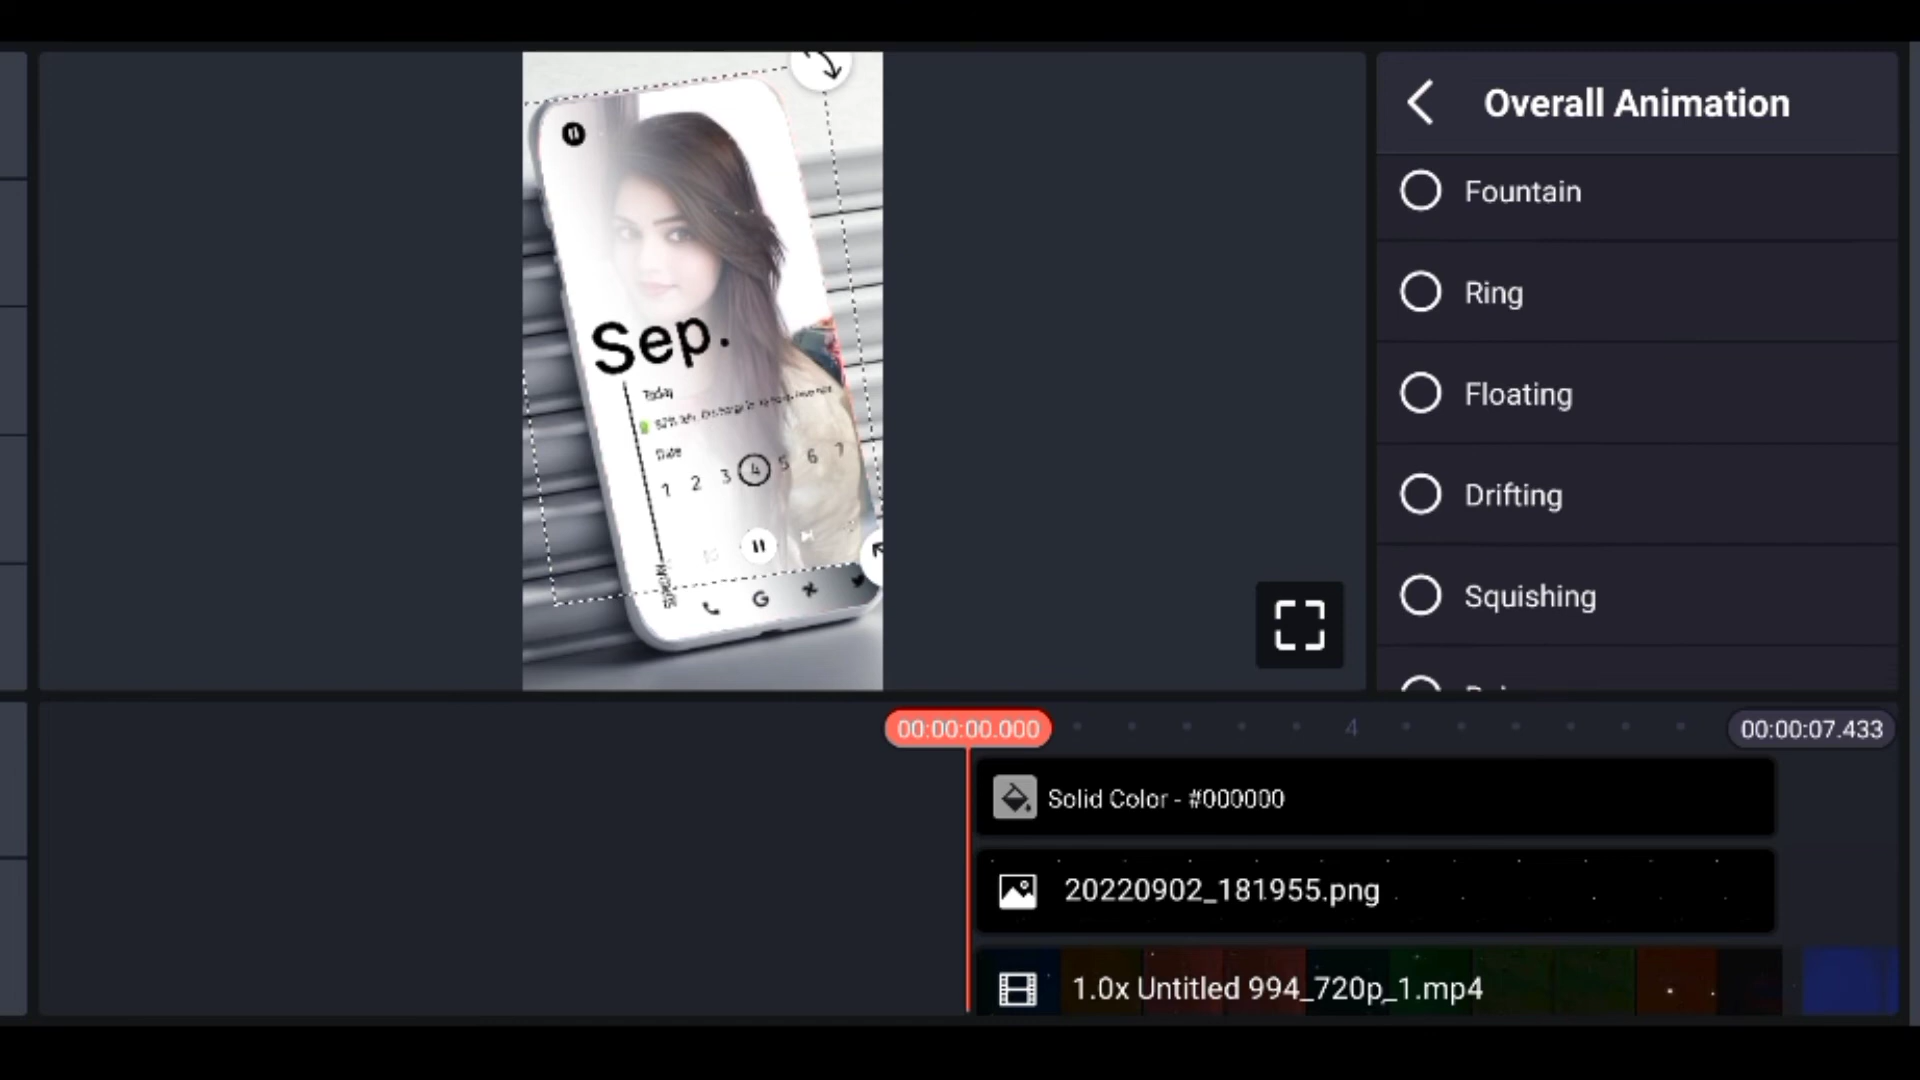 Overall Animation
Fountain
Ring
Floating
Drifting
Squishing
Sep.
Today
Date
1 2 3 4 5 6 7
G
00:00:00.000
4
00:00:07.433
Solid Color - #000000
20220902_181955.png
1.0x Untitled 994_720p_1.mp4